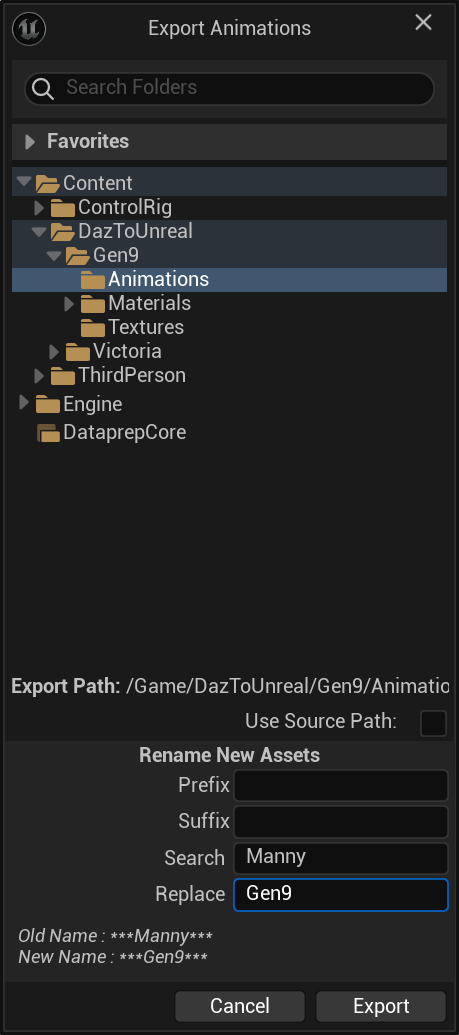 Export Animations
Search Folders
Favorites
Content
ControlRig
DazToUnreal
Gen9
Animations
Materials
Textures
Victoria
ThirdPerson
Engine
DataprepCore
Export Path: /Game/DazToUnreal/Gen9/Animatio
Use Source Path:
Rename New Assets
Prefix
Suffix
Search Manny
Replace Gen9
Old Name : ***Manny***
New Name : ***Gen9***
Cancel Export